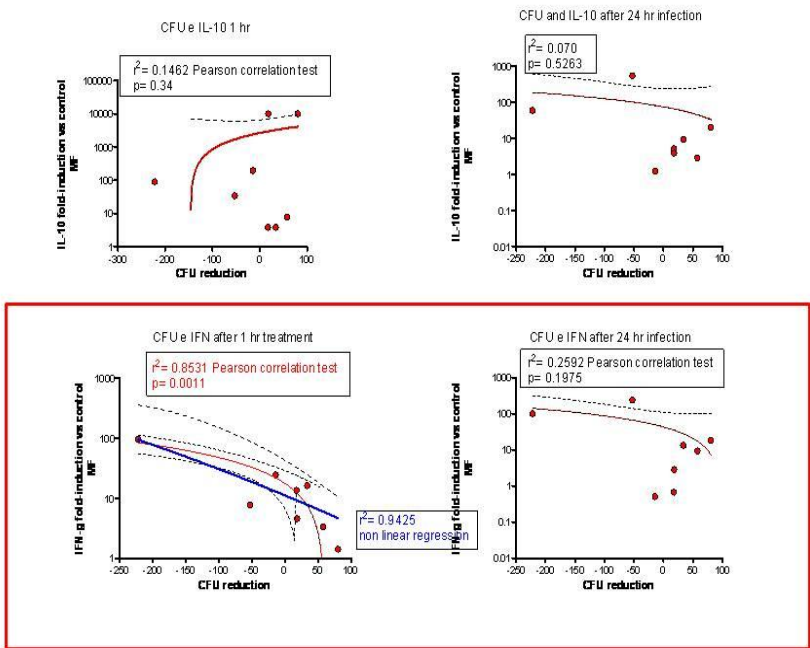 CFU e IL-10 1 hr
r2= 0.1462 Pearson correlation test
p= 0.34
100000
10000
1000
100
10
1
-300 -200 -100 0 100
IL-10 fold-induction vs control
MF
CFU reduction
CFU and IL-10 after 24 hr infection
r2= 0.070
p= 0.5263
1000
100
10
1
0.1
0.01
-250 -200 -150 -100 -50 0 50 100
IL-10 fold-induction vs control
MF
CFU reduction
CFU e IFN after 1 hr treatment
r2= 0.8531 Pearson correlation test
p= 0.0011
1000
100
10
1
-250 -200 -150 -100 -50 0 50 100
IFN-g fold-induction vs control
MF
CFU reduction
r2= 0.9425
non linear regression
CFU e IFN after 24 hr infection
r2= 0.2592 Pearson correlation test
p= 0.1975
1000
100
10
1
0.1
0.01
-250 -200 -150 -100 -50 0 50 100
IFN-g fold-induction vs control
MF
CFU reduction